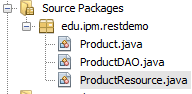 Source Packages
edu.ipm.restdemo
Product.java
ProductDAO.java
ProductResource.java